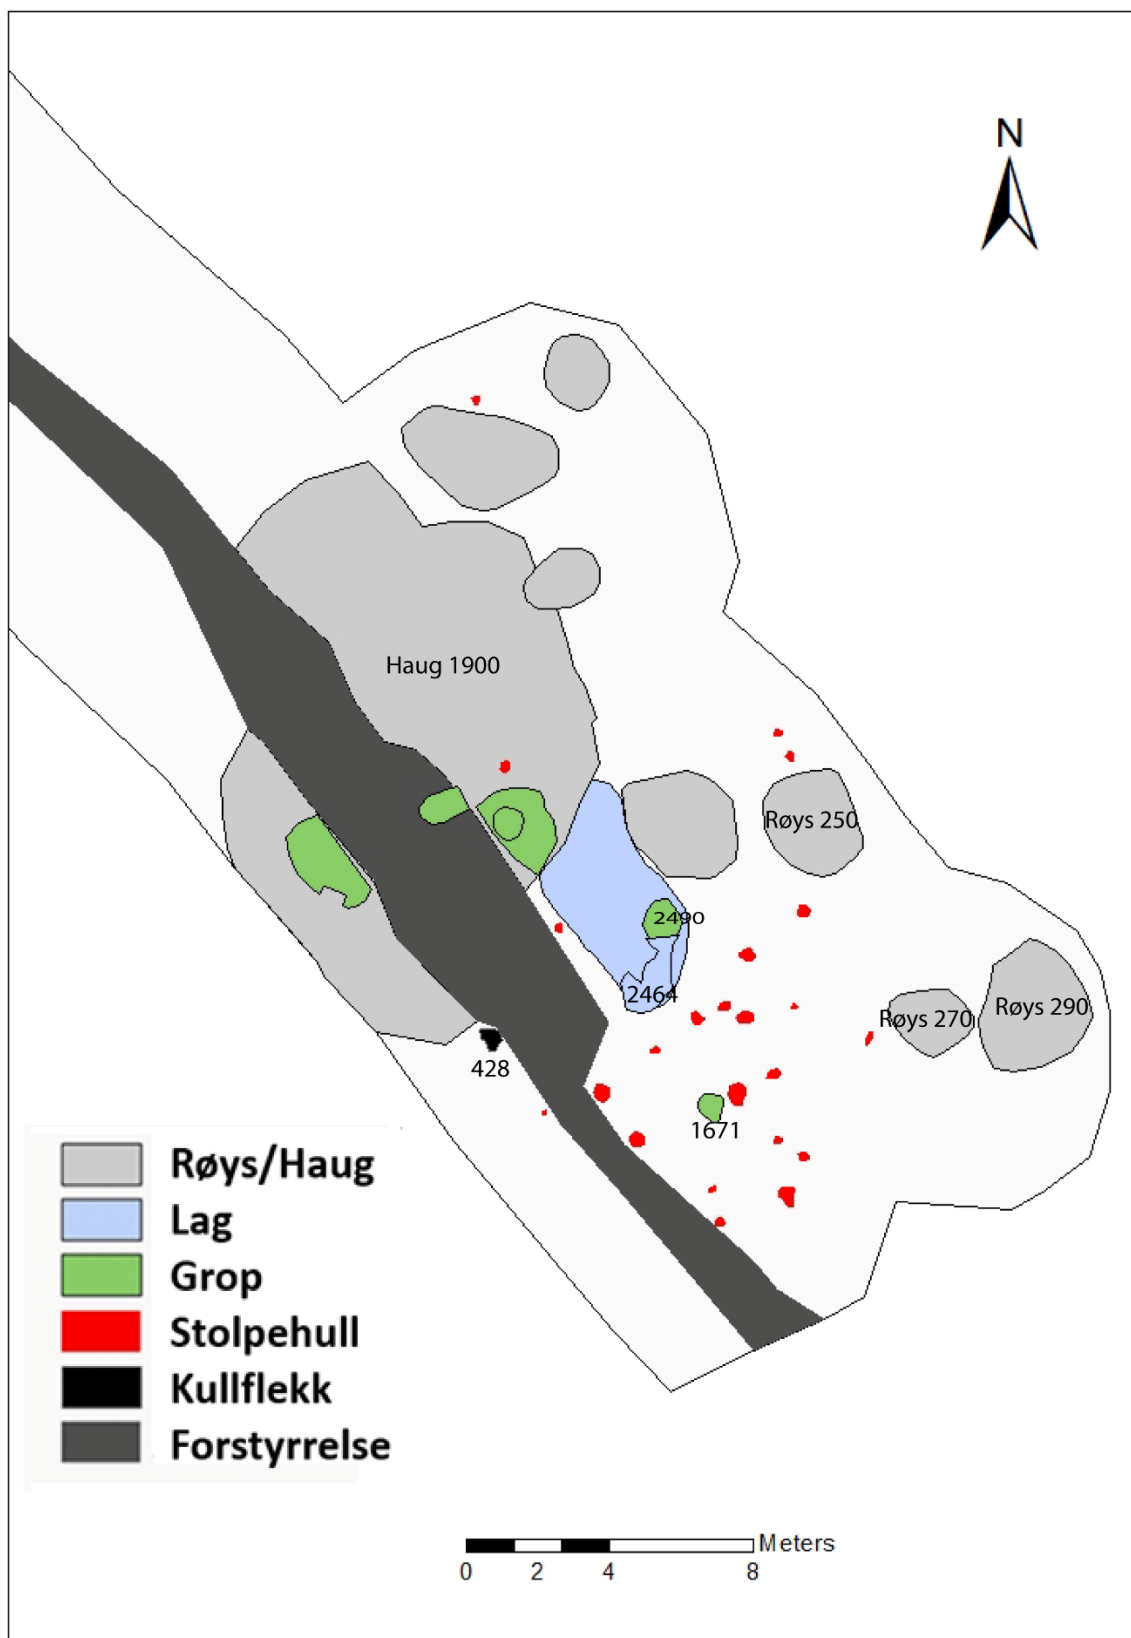 N
Haug 1900
Røys 250
2490
2464
Røys 270
Røys 290
428
1671
Røys/Haug
Lag
Grop
Stolpehull
Kullflekk
Forstyrrelse
Meters
0 2 4 8